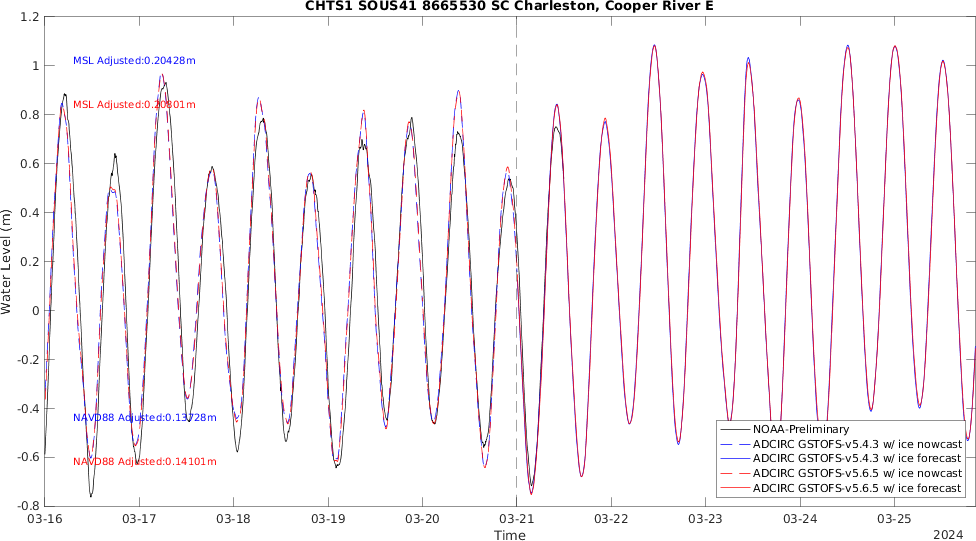 CHTS1 SOUS41 8665530 SC Charleston, Cooper River E
1.2
1
0.8
0.6
0.4
0.2
0
-0.2
-0.4
-0.6
-0.8
Water Level (m)
MSL Adjusted:0.20428m
MSL Adjusted:0.20801m
NAVD88 Adjusted:0.13728m
NAVD88 Adjusted:0.14101m
NOAA-Preliminary
ADCIRC GSTOFS-v5.4.3 w/ ice nowcast
ADCIRC GSTOFS-v5.4.3 w/ ice forecast
ADCIRC GSTOFS-v5.6.5 w/ ice nowcast
ADCIRC GSTOFS-v5.6.5 w/ ice forecast
03-16 03-17 03-18 03-19 03-20 03-21 03-22 03-23 03-24 03-25
Time
2024